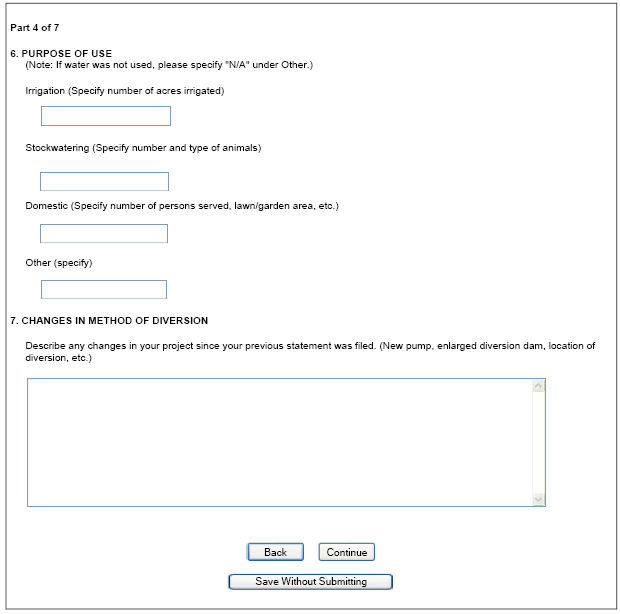 Part 4 of 7
6. PURPOSE OF USE
(Note: If water was not used, please specify "N/A" under Other.)
Irrigation (Specify number of acres irrigated)
Stockwatering (Specify number and type of animals)
Domestic (Specify number of persons served, lawn/garden area, etc.)
Other (specify)
7. CHANGES IN METHOD OF DIVERSION
Describe any changes in your project since your previous statement was filed. (New pump, enlarged diversion dam, location of
diversion, etc.)
Back Continue
Save Without Submitting